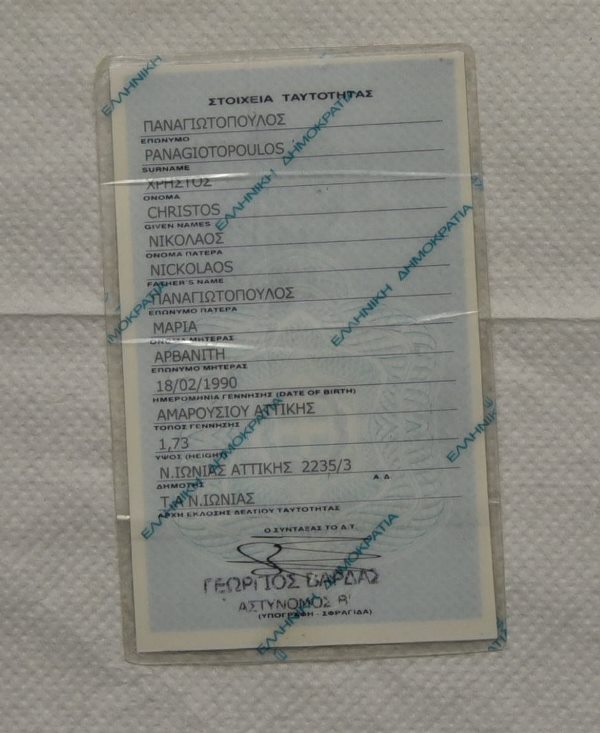 ΣΤΟΙΧΕΙΑ ΤΑΥΤΟΤΗΤΑΣ
ΠΑΝΑΓΙΩΤΟΠΟΥΛΟΣ
ΕΠΩΝΥΜΟ
PANAGIOTOPOULOS
SURNAME
ΧΡΗΣΤΟΣ
ΟΝΟΜΑ
CHRISTOS
GIVEN NAMES
ΝΙΚΟΛΑΟΣ
ΟΝΟΜΑ ΠΑΤΕΡΑ
NICKOLAOS
FATHER'S NAME
ΠΑΝΑΓΙΩΤΟΠΟΥΛΟΣ
ΕΠΩΝΥΜΟ ΠΑΤΕΡΑ
ΜΑΡΙΑ
ΟΝΟΜΑ ΜΗΤΕΡΑΣ
ΑΡΒΑΝΙΤΗ
ΕΠΩΝΥΜΟ ΜΗΤΕΡΑΣ
18/02/1990
ΗΜΕΡΟΜΗΝΙΑ ΓΕΝΝΗΣΗΣ (DATE OF BIRTH)
ΑΜΑΡΟΥΣΙΟΥ ΑΤΤΙΚΗΣ
ΤΟΠΟΣ ΓΕΝΝΗΣΗΣ
1,73
ΥΨΟΣ (HEIGHT)
Ν.ΙΩΝΙΑΣ ΑΤΤΙΚΗΣ 2235/3
ΔΗΜΟΤΗΣ Α.Δ
Τ.Α Ν.ΙΩΝΙΑΣ
ΑΡΧΗ ΕΚΔΟΣΗΣ ΔΕΛΤΙΟΥ ΤΑΥΤΟΤΗΤΑΣ
Ο ΣΥΝΤΑΞΑΣ ΤΟ Δ.Τ.
ΓΕΩΡΓΙΟΣ ΒΑΡΔΑΣ
ΑΣΤΥΝΟΜΟΣ Β'
(ΥΠΟΓΡΑΦΗ - ΣΦΡΑΓΙΔΑ)
ΕΛΛΗΝΙΚΗ
ΕΛΛΗΝΙΚΗ ΔΗΜΟΚΡΑΤΙΑ
ΕΛΛΗΝΙΚΗ ΔΗΜΟΚΡΑΤΙΑ
ΕΛΛΗΝΙΚΗ ΔΗΜΟΚΡΑΤΙΑ
ΕΛΛΗΝΙΚ